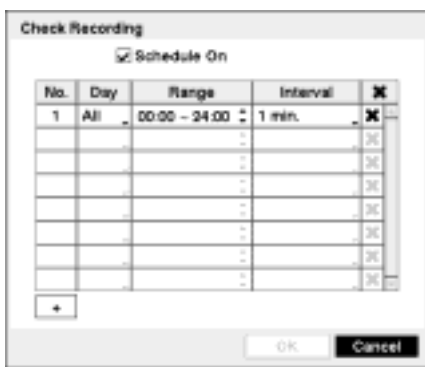 Check Recording
Schedule On
No. Day Range Interval ✖
1 All 00:00 ~ 24:00 1 min. ✖
+
OK Cancel